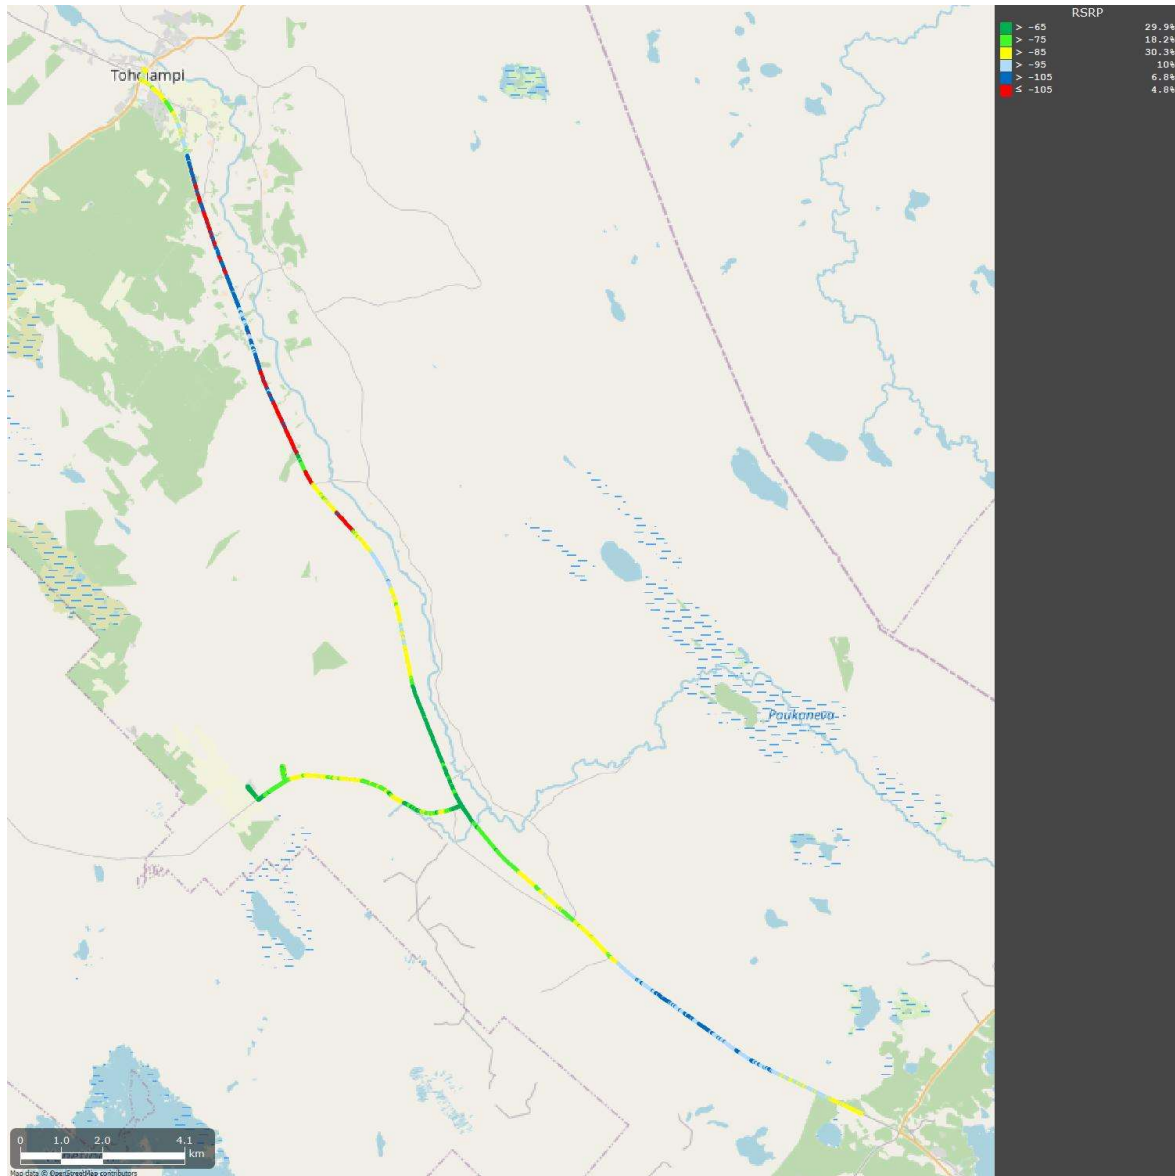 RSRP
> -65 29.9%
> -75 18.2%
> -85 30.3%
> -95 10%
> -105 6.8%
≤ -105 4.8%
Paukaneva
0 1.0 2.0 4.1
km
Map data © OpenStreetMap contributors